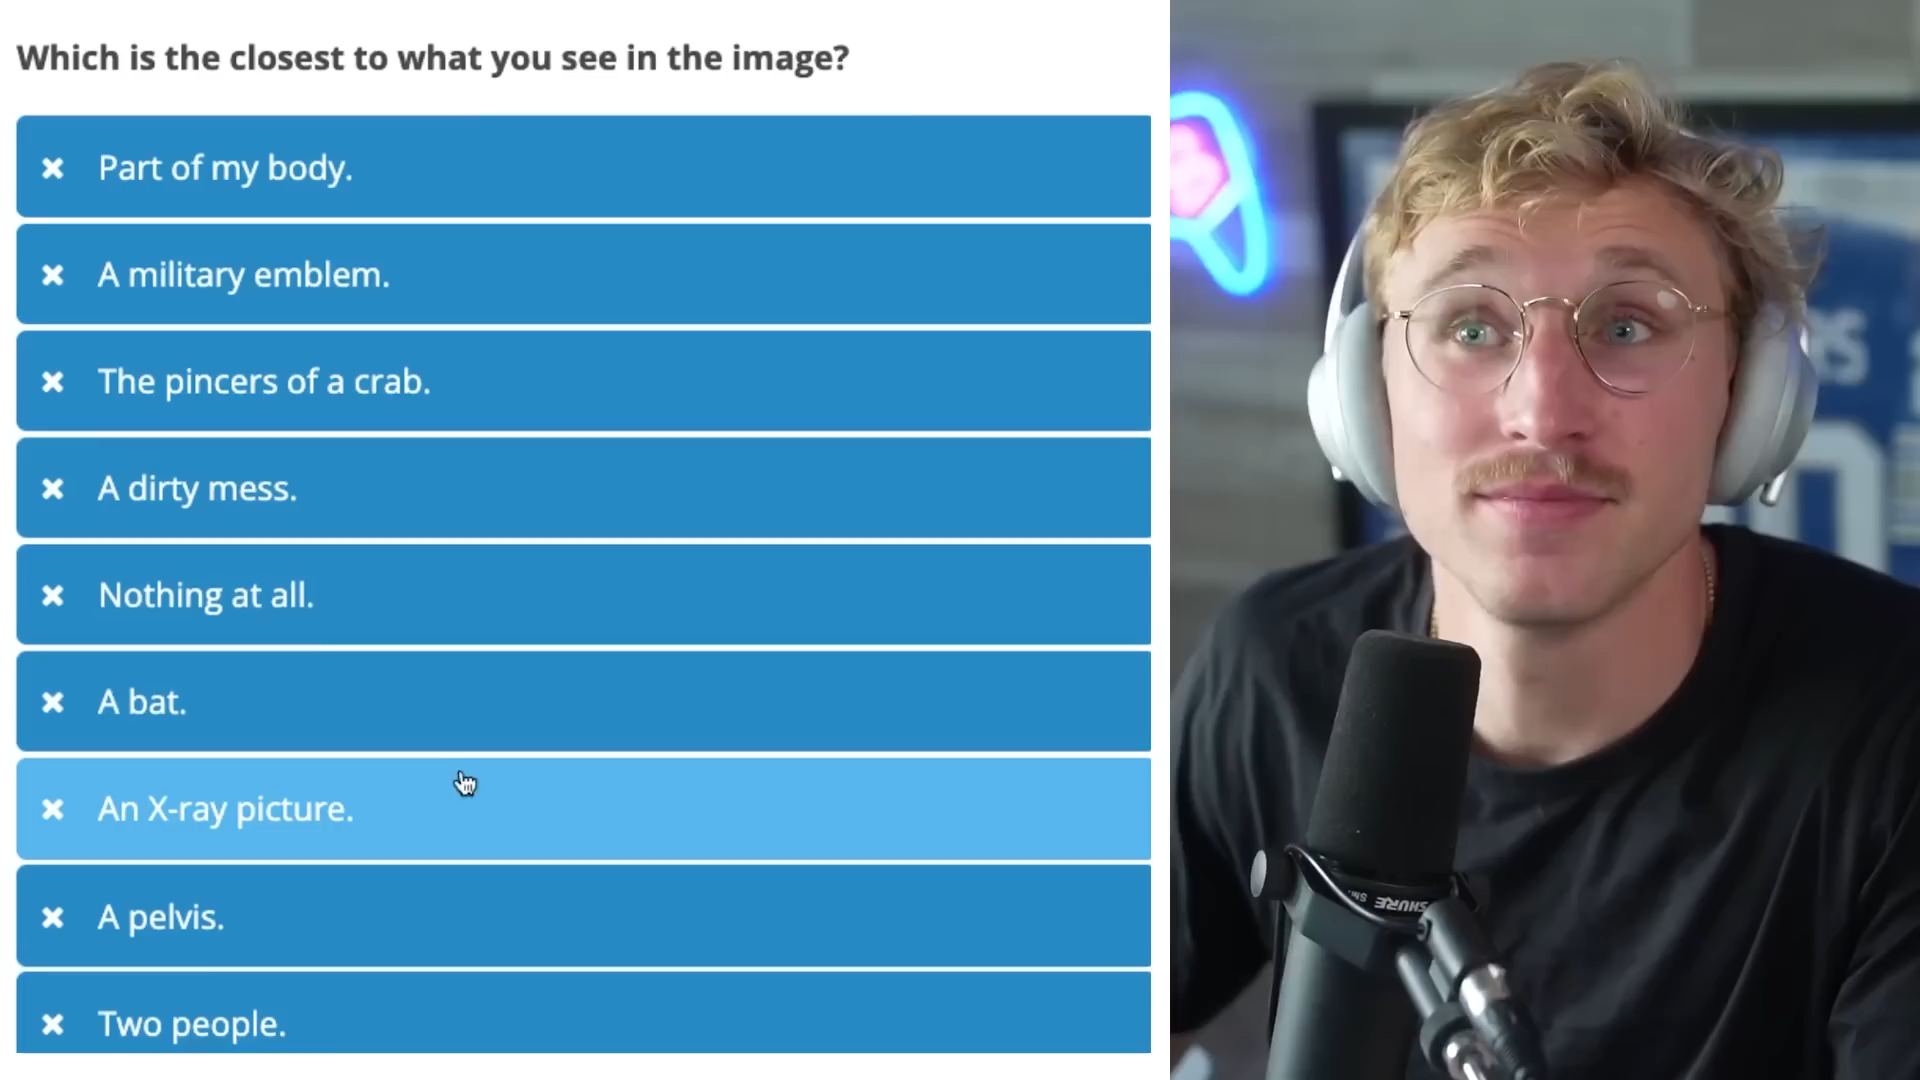 Which is the closest to what you see in the image?
Part of my body.
A military emblem.
The pincers of a crab.
A dirty mess.
Nothing at all.
A bat.
An X-ray picture.
A pelvis.
Two people.
SHURE